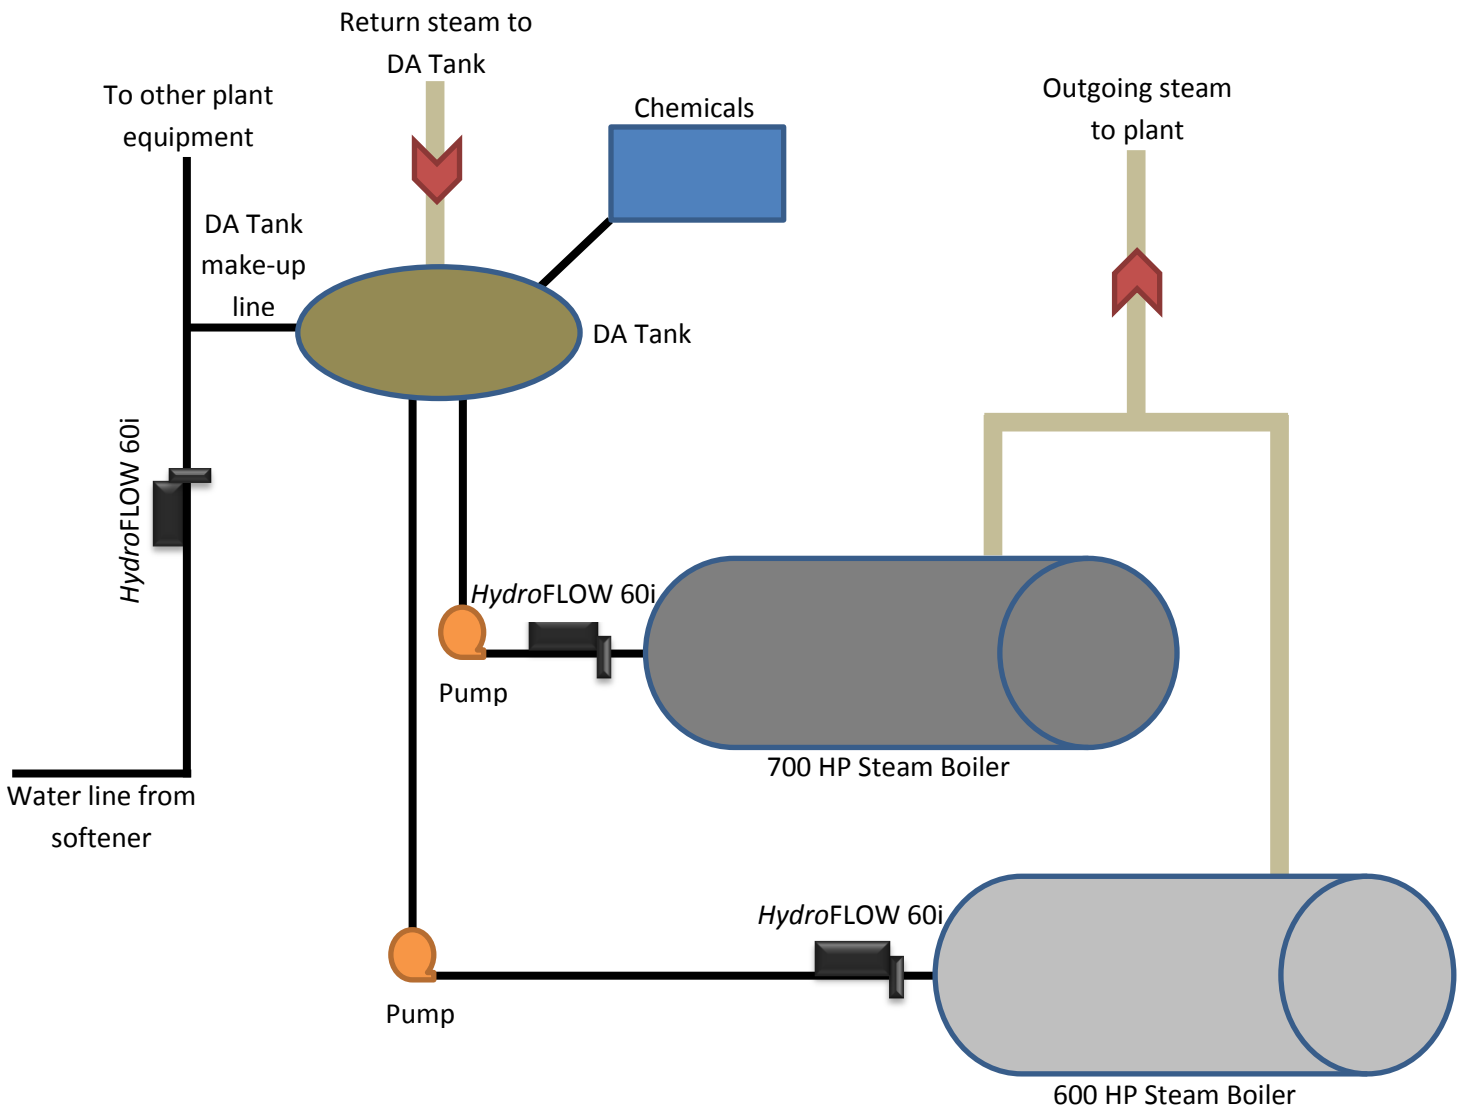 Return steam to
DA Tank
To other plant
equipment
Chemicals
Outgoing steam
to plant
DA Tank
make-up
line
DA Tank
HydroFLOW 60i
HydroFLOW 60i
Pump
700 HP Steam Boiler
Water line from
softener
HydroFLOW 60i
Pump
600 HP Steam Boiler